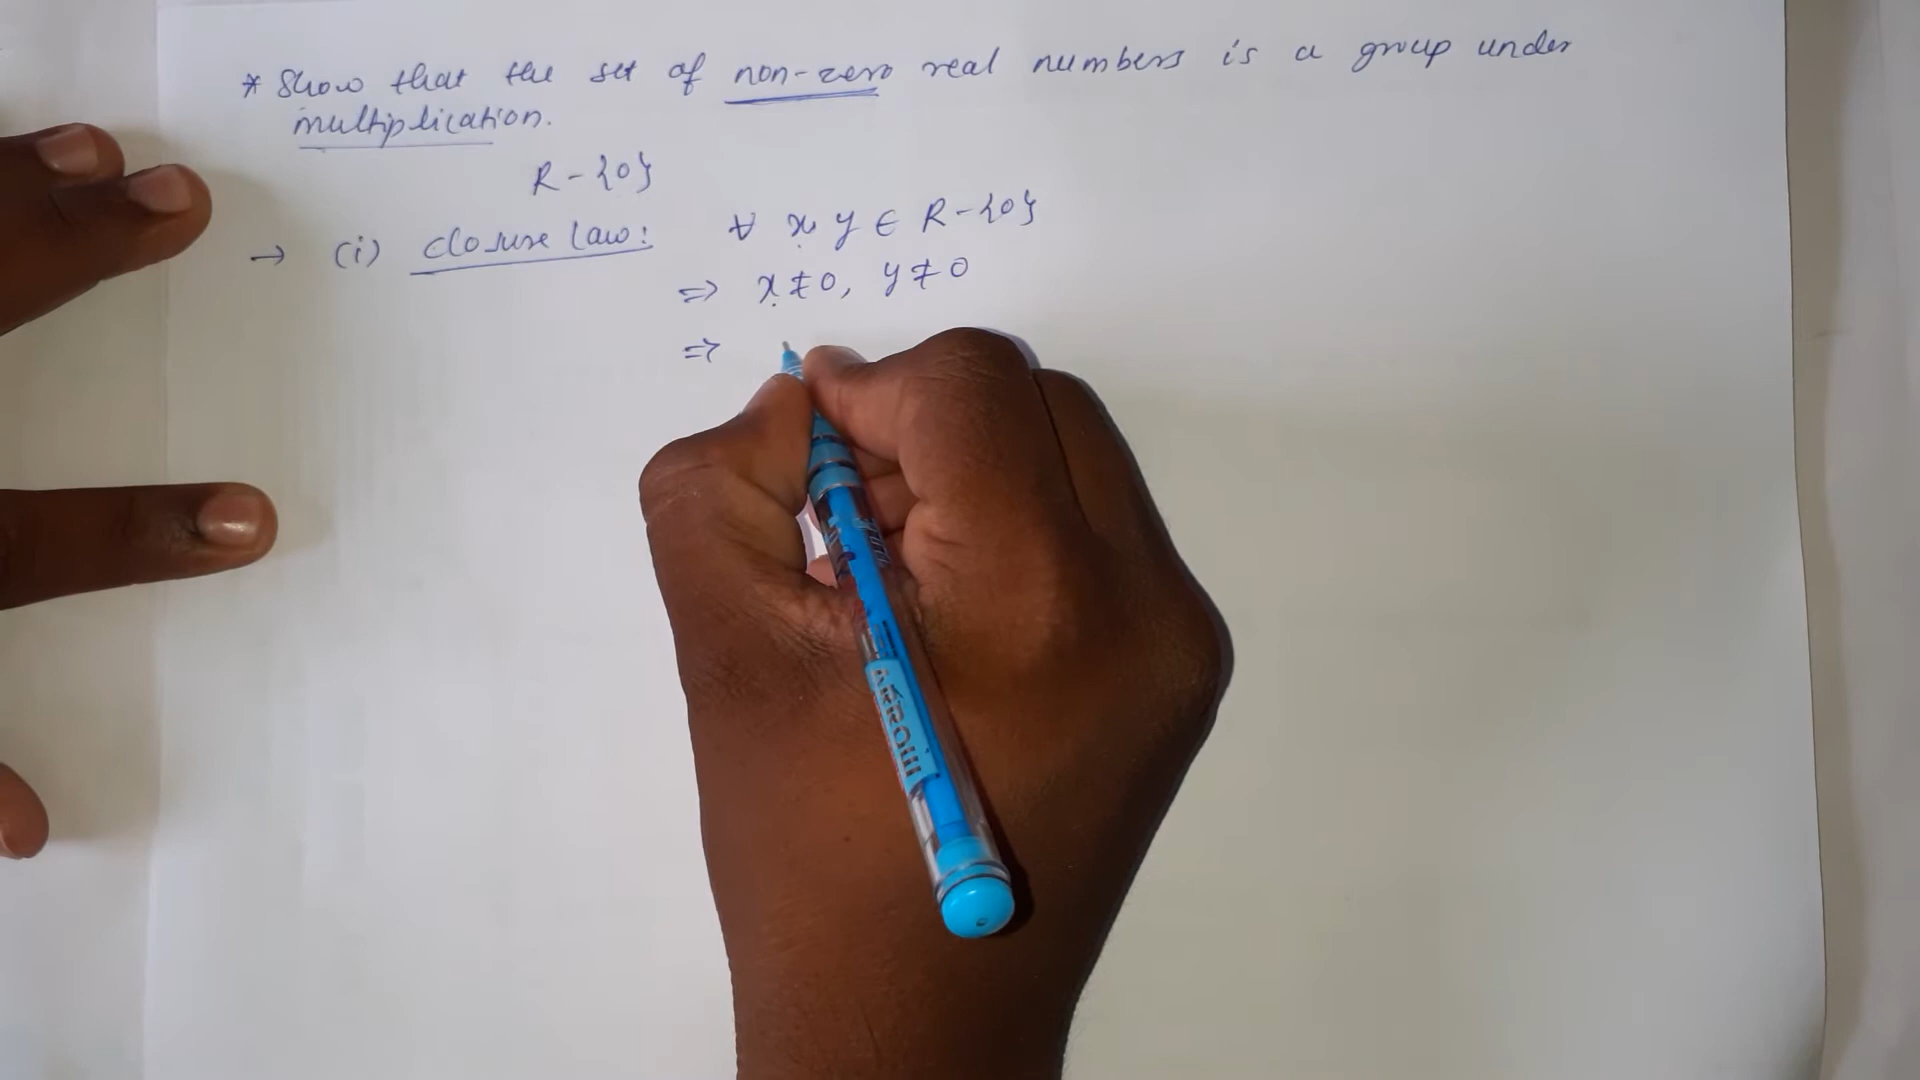 * Show that the set of non-zero real numbers is a group under
multiplication.
R-{0}
→ (i) closure law: ∀ x, y ∈ R-{0}
⇒ x≠0, y≠0
⇒